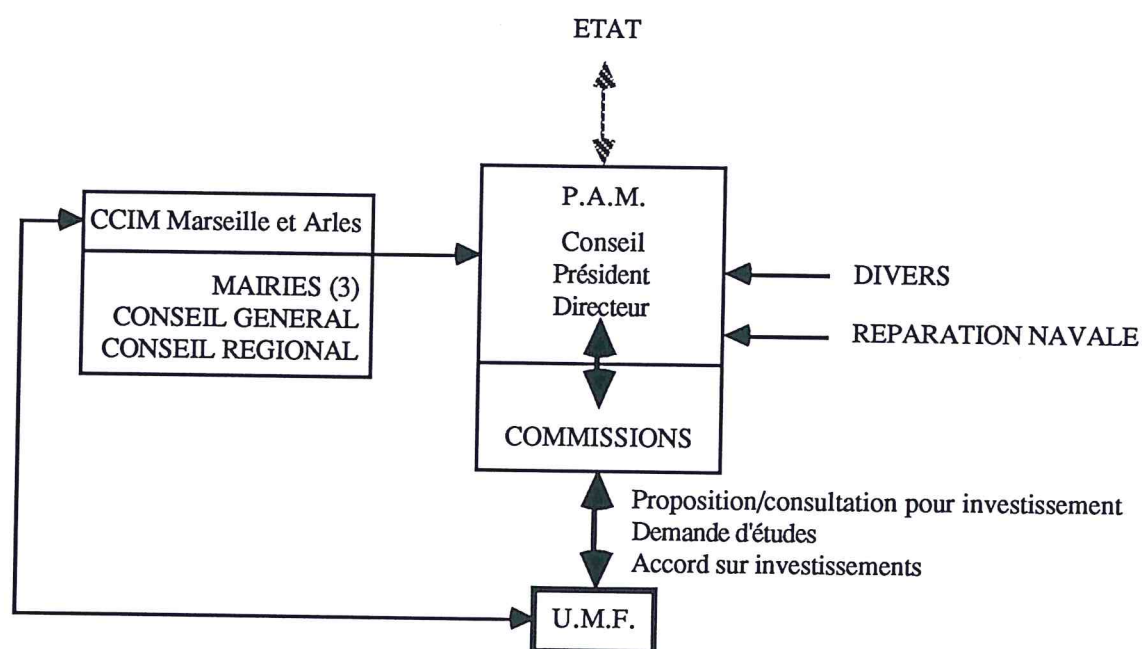 ETAT
P.A.M.
Conseil
Président
Directeur
CCIM Marseille et Arles
MAIRIES (3)
CONSEIL GENERAL
CONSEIL REGIONAL
DIVERS
REPARATION NAVALE
COMMISSIONS
Proposition/consultation pour investissement
Demande d'études
Accord sur investissements
U.M.F.